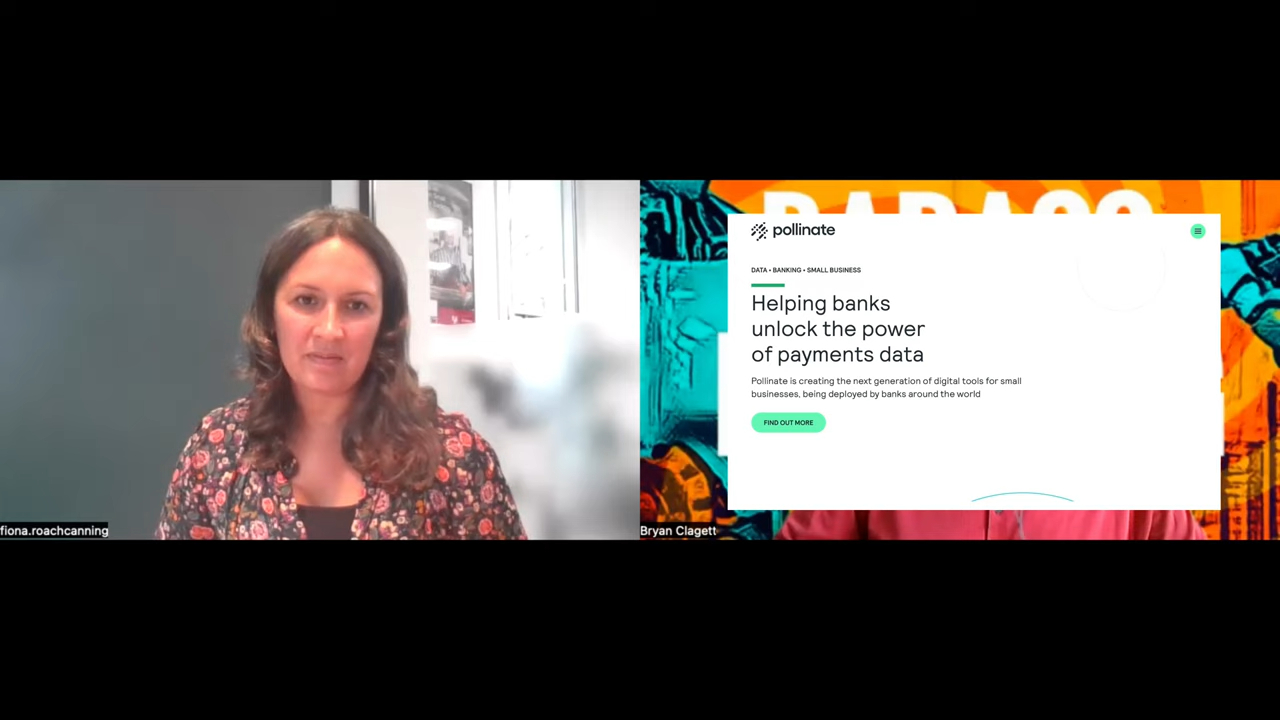 BADASS
pollinate
DATA • BANKING • SMALL BUSINESS
Helping banks
unlock the power
of payments data
Pollinate is creating the next generation of digital tools for small
businesses, being deployed by banks around the world
FIND OUT MORE
fiona.roachcanning
Bryan Clagett